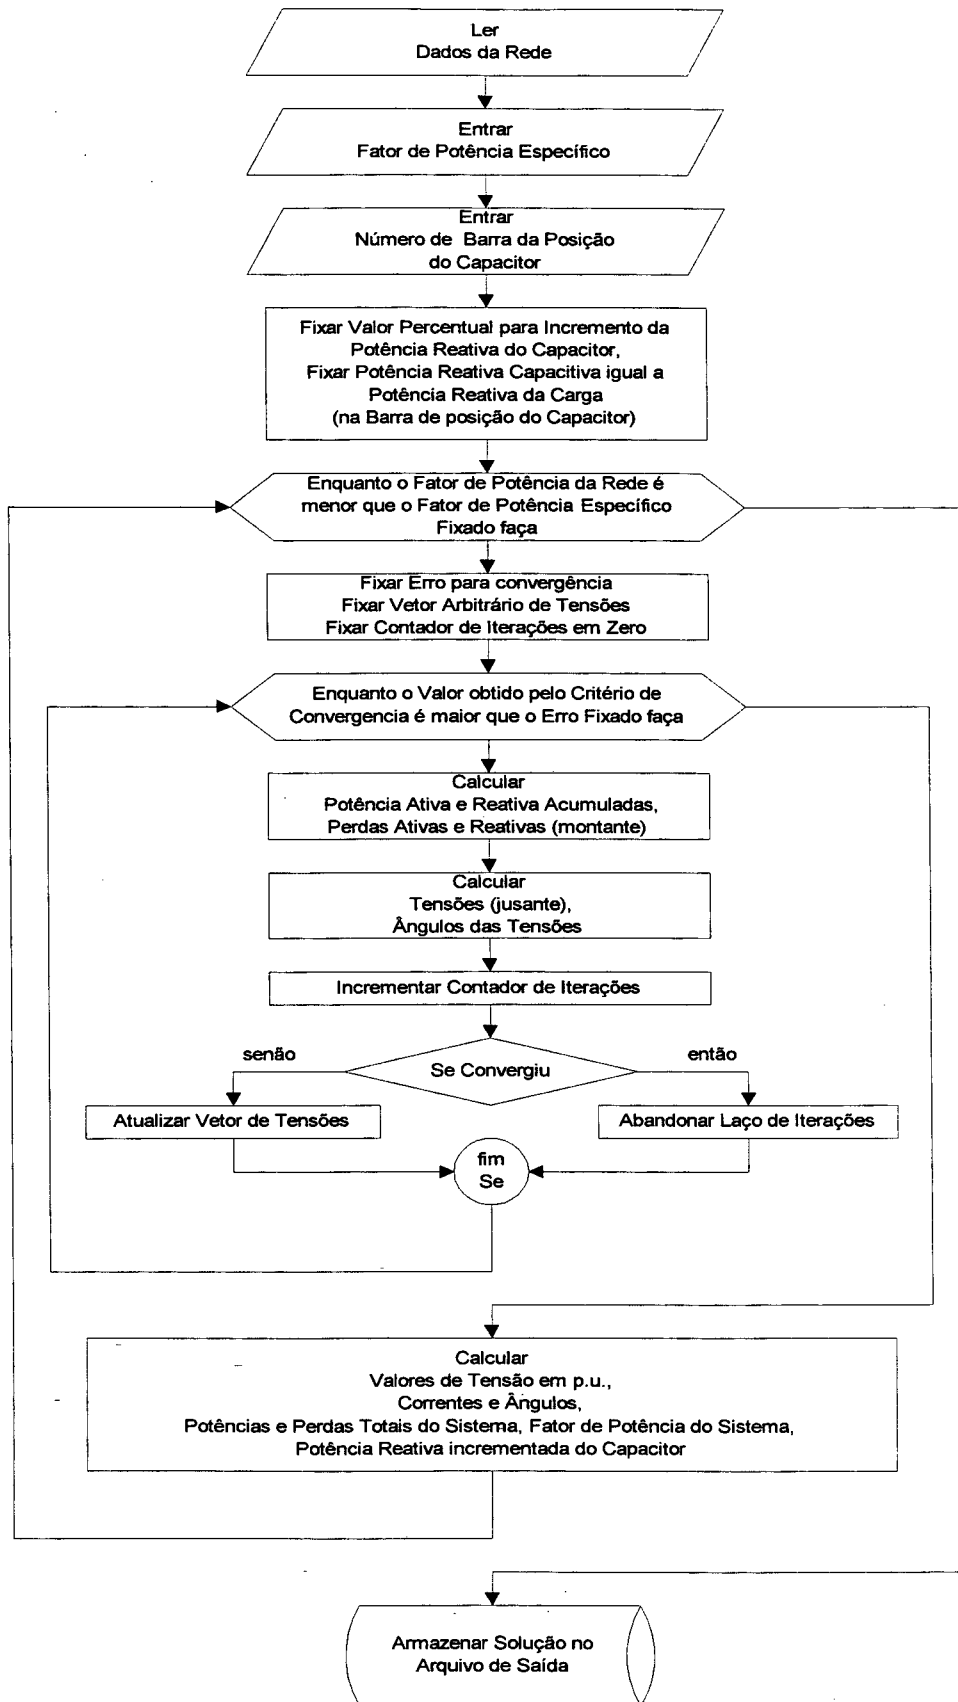 Ler
Dados da Rede
Entrar
Fator de Potência Específico
Entrar
Número de Barra da Posição
do Capacitor
Fixar Valor Percentual para Incremento da
Potência Reativa do Capacitor,
Fixar Potência Reativa Capacitiva igual a
Potência Reativa da Carga
(na Barra de posição do Capacitor)
Enquanto o Fator de Potência da Rede é
menor que o Fator de Potência Específico
Fixado faça
Fixar Erro para convergência
Fixar Vetor Arbitrário de Tensões
Fixar Contador de Iterações em Zero
Enquanto o Valor obtido pelo Critério de
Convergencia é maior que o Erro Fixado faça
Calcular
Potência Ativa e Reativa Acumuladas,
Perdas Ativas e Reativas (montante)
Calcular
Tensões (jusante),
Ângulos das Tensões
Incrementar Contador de Iterações
senão
então
Se Convergiu
Atualizar Vetor de Tensões
Abandonar Laço de Iterações
fim
Se
Calcular
Valores de Tensão em p.u.,
Correntes e Ângulos,
Potências e Perdas Totais do Sistema, Fator de Potência do Sistema,
Potência Reativa incrementada do Capacitor
Armazenar Solução no
Arquivo de Saída